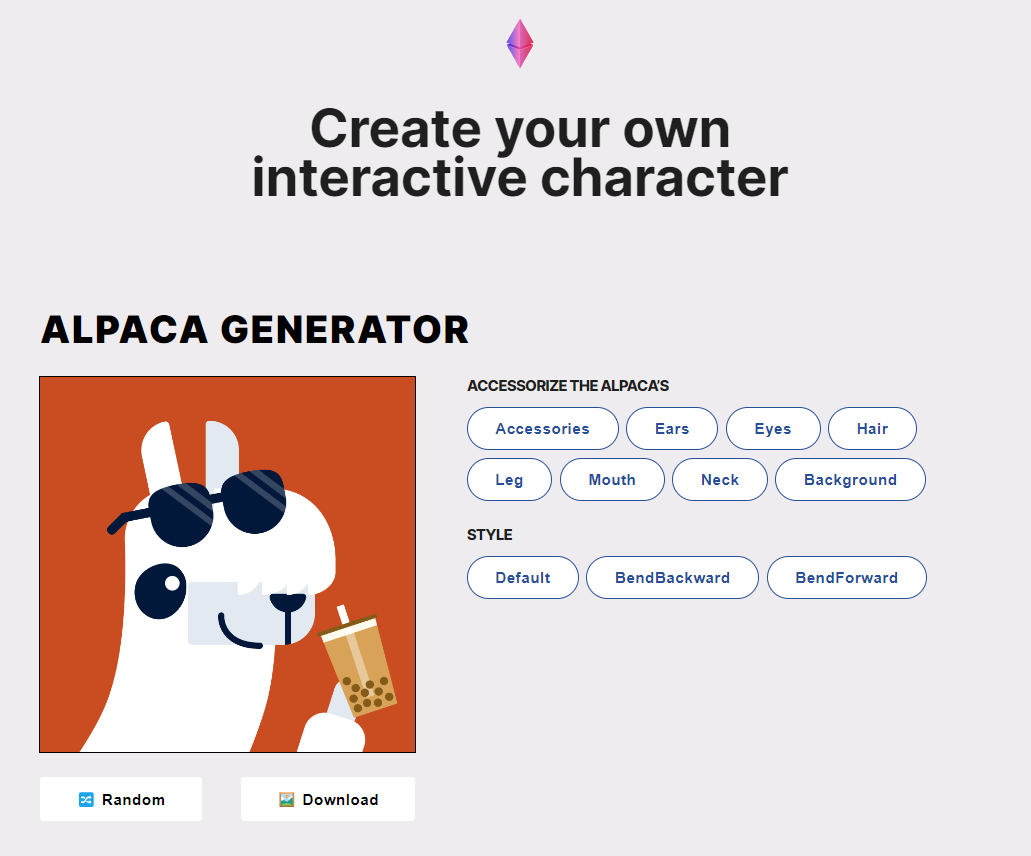 Create your own
interactive character
ALPACA GENERATOR
ACCESSORIZE THE ALPACA'S
Accessories Ears Eyes Hair
Leg Mouth Neck Background
STYLE
Default BendBackward BendForward
Random Download